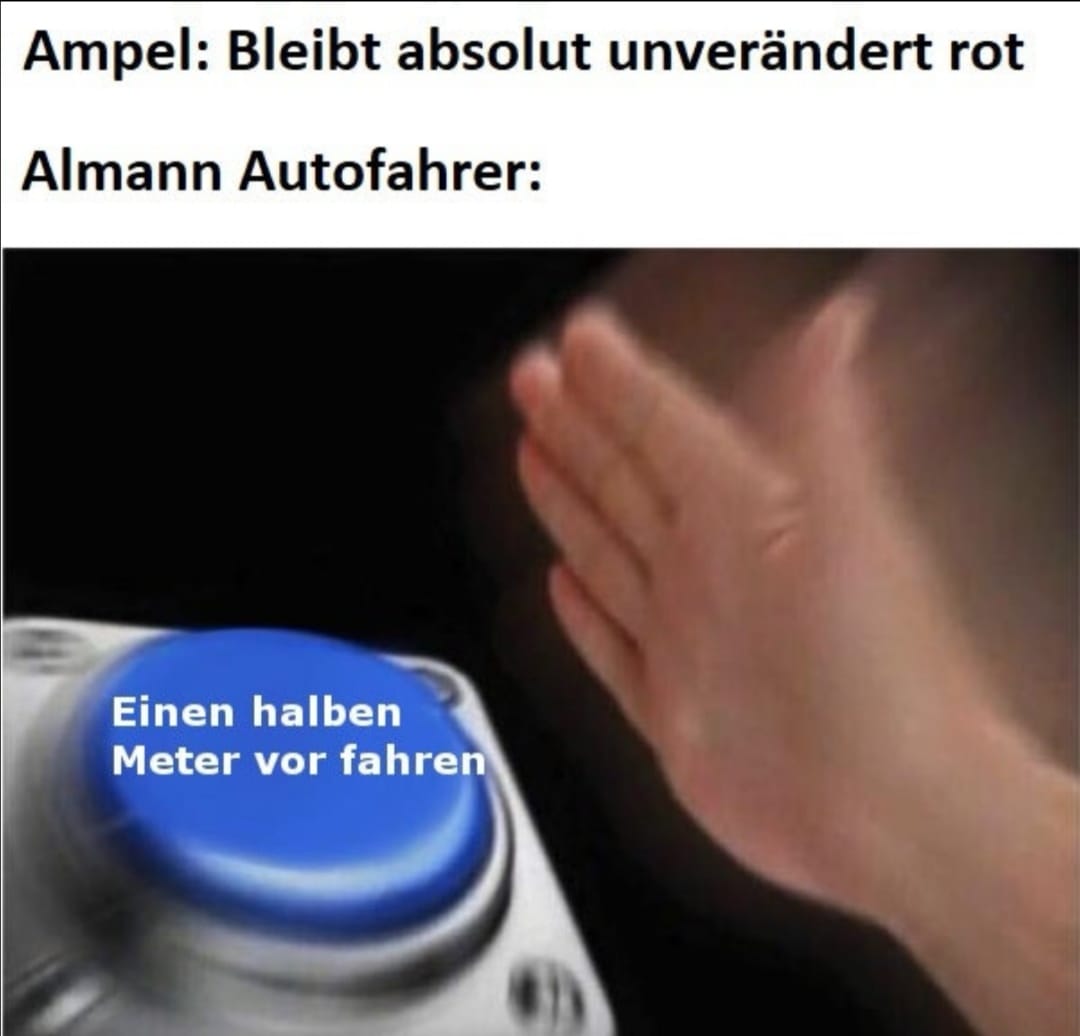 Ampel: Bleibt absolut unverändert rot
Almann Autofahrer:
Einen halben
Meter vor fahren